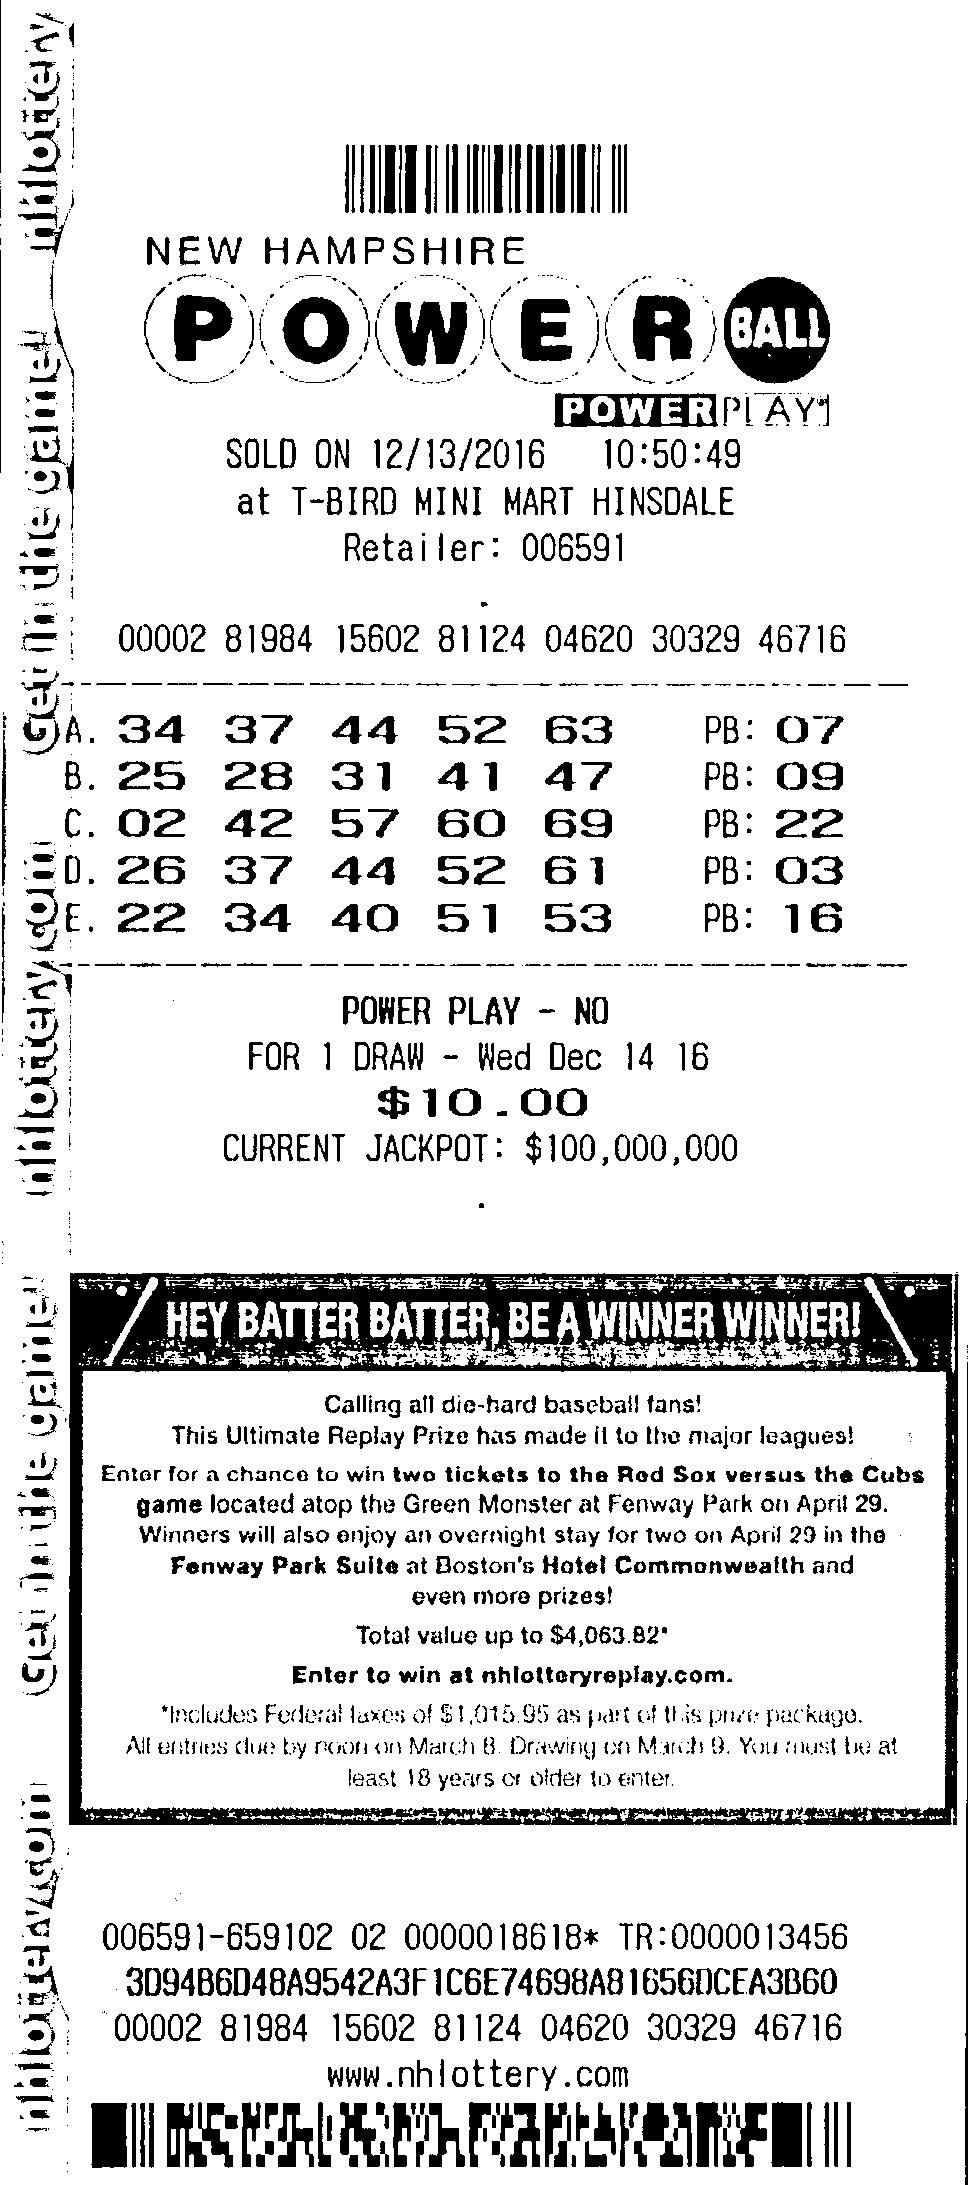 NEW HAMPSHIRE
POWER BALL
POWER PLAY
SOLD ON 12/13/2016 10:50:49
at T-BIRD MINI MART HINSDALE
Retailer: 006591
00002 81984 15602 81124 04620 30329 46716
A. 34 37 44 52 63 PB: 07
B. 25 28 31 41 47 PB: 09
C. 02 42 57 60 69 PB: 22
D. 26 37 44 52 61 PB: 03
E. 22 34 40 51 53 PB: 16
POWER PLAY - NO
FOR 1 DRAW - Wed Dec 14 16
$10.00
CURRENT JACKPOT: $100,000,000
HEY BATTER BATTER, BE A WINNER WINNER!
Calling all die-hard baseball fans!
This Ultimate Replay Prize has made it to the major leagues!
Enter for a chance to win two tickets to the Red Sox versus the Cubs
game located atop the Green Monster at Fenway Park on April 29.
Winners will also enjoy an overnight stay for two on April 29 in the
Fenway Park Suite at Boston's Hotel Commonwealth and
even more prizes!
Total value up to $4,063.82*
Enter to win at nhlotteryreplay.com.
*Includes Federal taxes of $1,015.95 as part of this prize package.
All entries due by noon on March 8. Drawing on March 9. You must be at
least 18 years or older to enter.
006591-659102 02 0000018618* TR:0000013456
3D94B6D48A9542A3F1C6E74698A81656DCEA3B60
00002 81984 15602 81124 04620 30329 46716
www.nhlottery.com
nhlottery.com Get in the game! nhlottery.com Get in the game! nhlottery